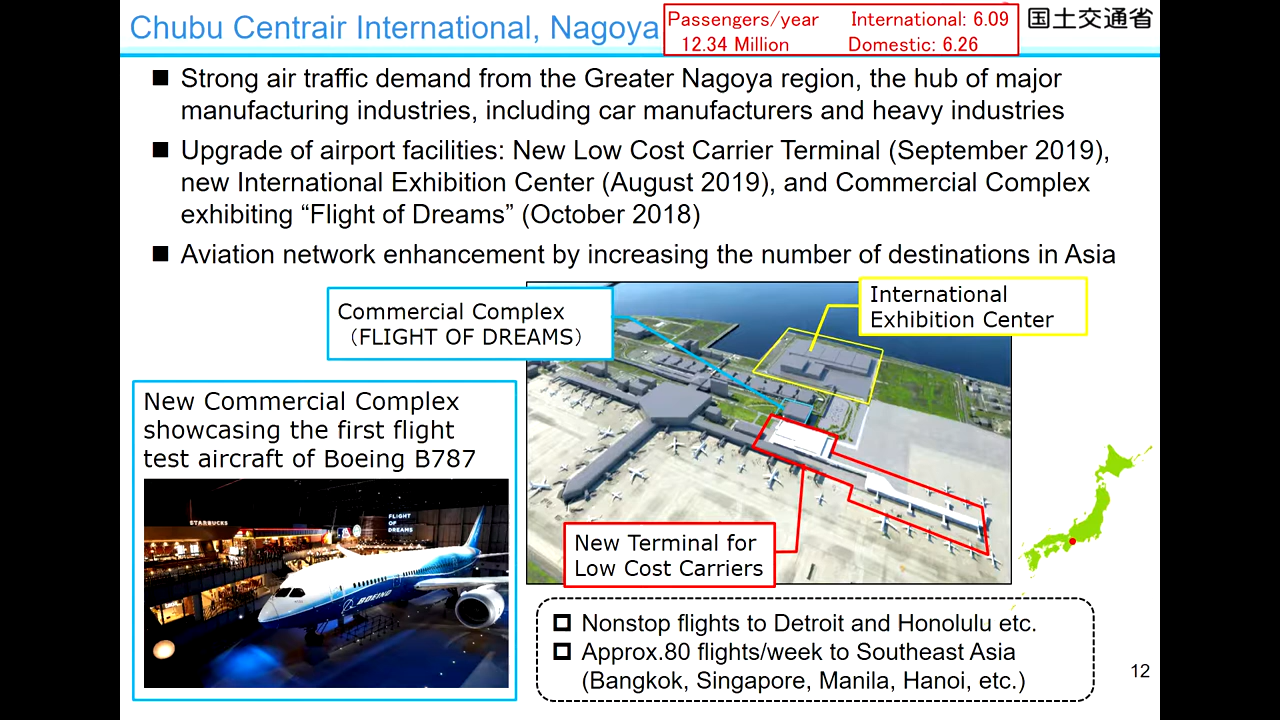 Chubu Centrair International, Nagoya
Passengers/year International: 6.09
12.34 Million Domestic: 6.26
国土交通省
■ Strong air traffic demand from the Greater Nagoya region, the hub of major
manufacturing industries, including car manufacturers and heavy industries
■ Upgrade of airport facilities: New Low Cost Carrier Terminal (September 2019),
new International Exhibition Center (August 2019), and Commercial Complex
exhibiting “Flight of Dreams” (October 2018)
■ Aviation network enhancement by increasing the number of destinations in Asia
Commercial Complex
（FLIGHT OF DREAMS）
International
Exhibition Center
New Commercial Complex
showcasing the first flight
test aircraft of Boeing B787
STARBUCKS
FLIGHT
OF
DREAMS
BOEING
New Terminal for
Low Cost Carriers
❑ Nonstop flights to Detroit and Honolulu etc.
❑ Approx.80 flights/week to Southeast Asia
(Bangkok, Singapore, Manila, Hanoi, etc.)
12